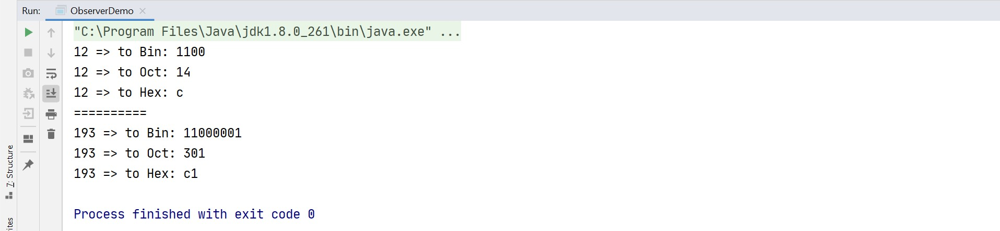 Run: ObserverDemo
"C:\Program Files\Java\jdk1.8.0_261\bin\java.exe" ...
12 => to Bin: 1100
12 => to Oct: 14
12 => to Hex: c
==========
193 => to Bin: 11000001
193 => to Oct: 301
193 => to Hex: c1
Process finished with exit code 0
7: Structure